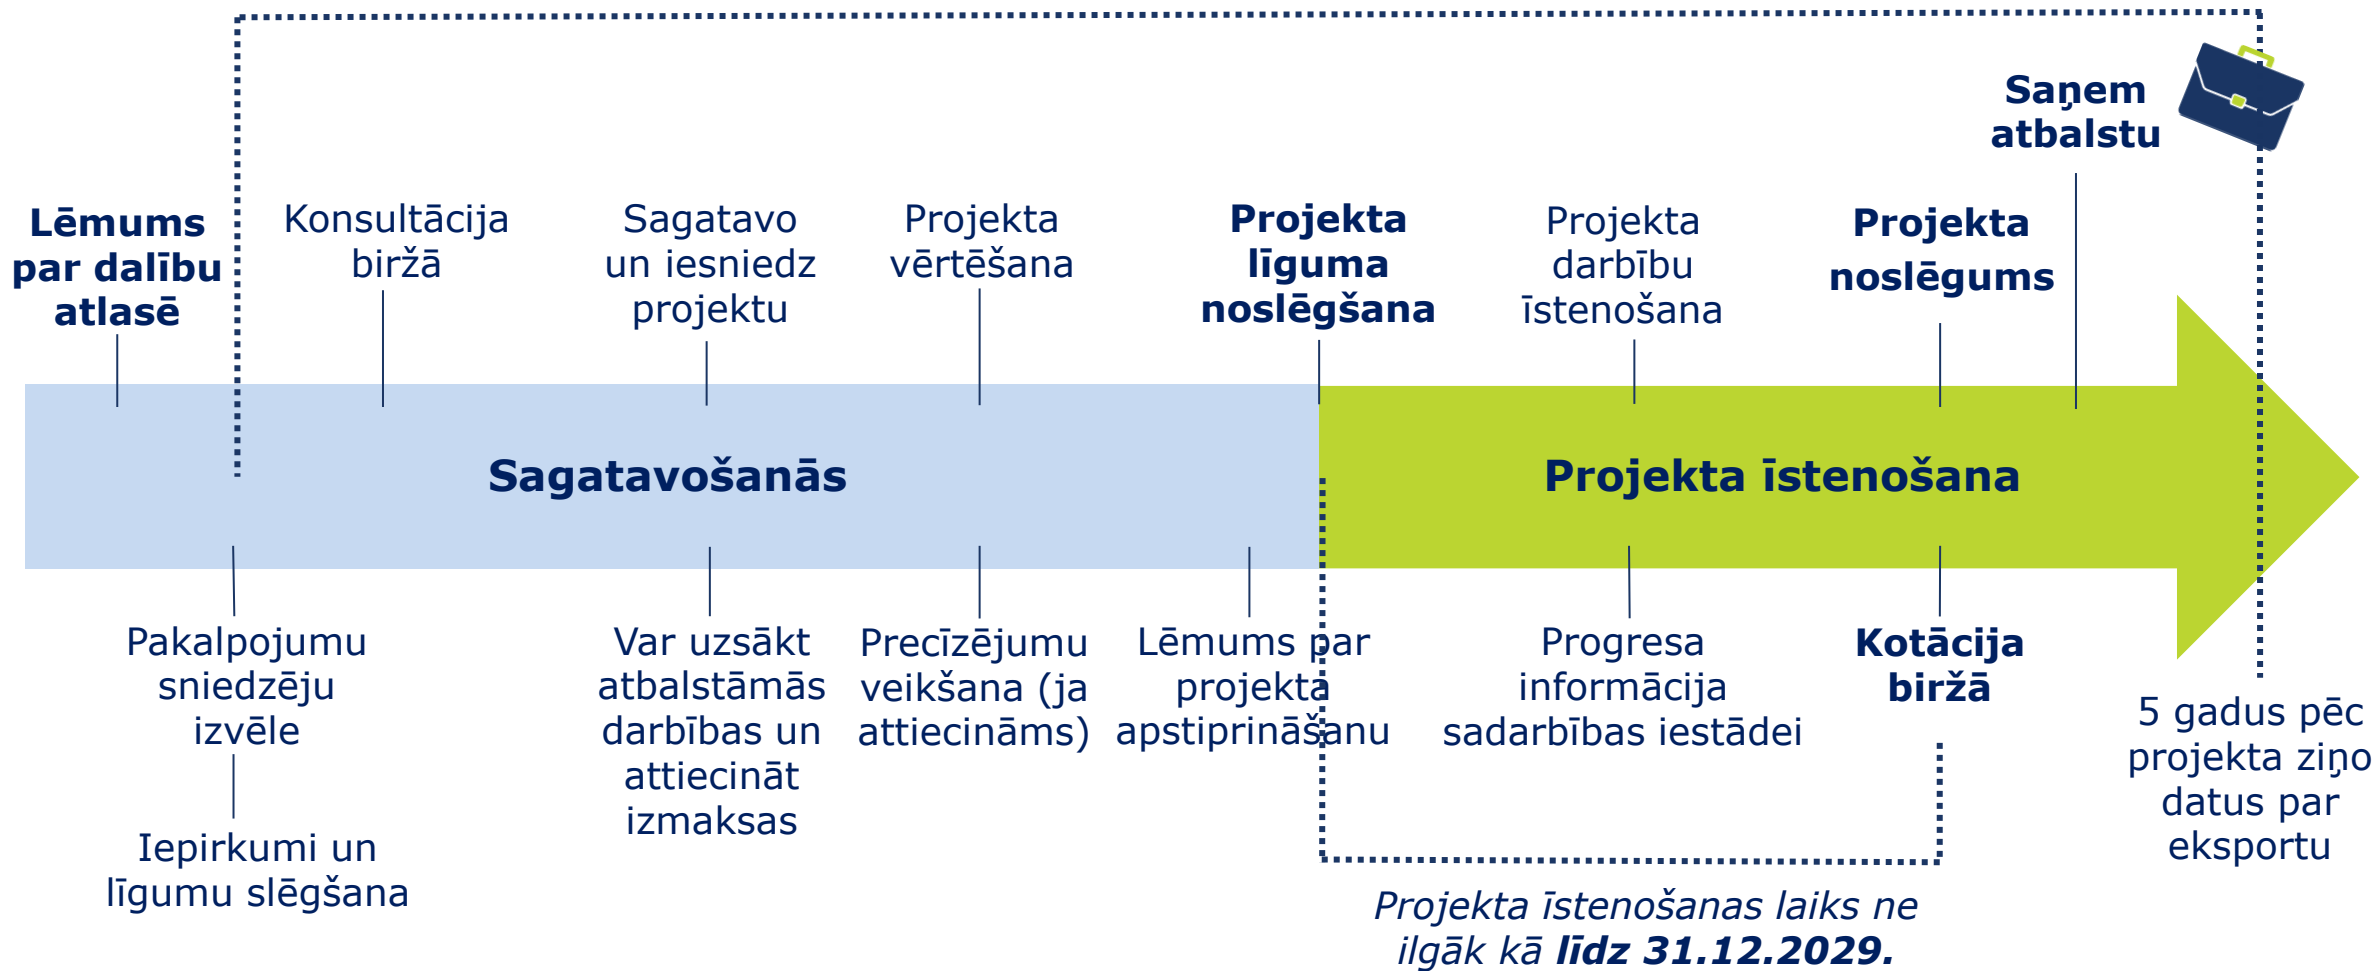 Saņem
atbalstu
Lēmums
par dalību
atlasē
Konsultācija
biržā
Sagatavo
un iesniedz
projektu
Projekta
vērtēšana
Projekta
līguma
noslēgšana
Projekta
darbību
īstenošana
Projekta
noslēgums
Sagatavošanās
Projekta īstenošana
Pakalpojumu
sniedzēju
izvēle
Iepirkumi un
līgumu slēgšana
Var uzsākt
atbalstāmās
darbības un
attiecināt
izmaksas
Precīzējumu
veikšana (ja
attiecināms)
Lēmums par
projekta
apstiprināšanu
Progresa
informācija
sadarbības iestādei
Kotācija
biržā
5 gadus pēc
projekta ziņo
datus par
eksportu
Projekta īstenošanas laiks ne
ilgāk kā līdz 31.12.2029.